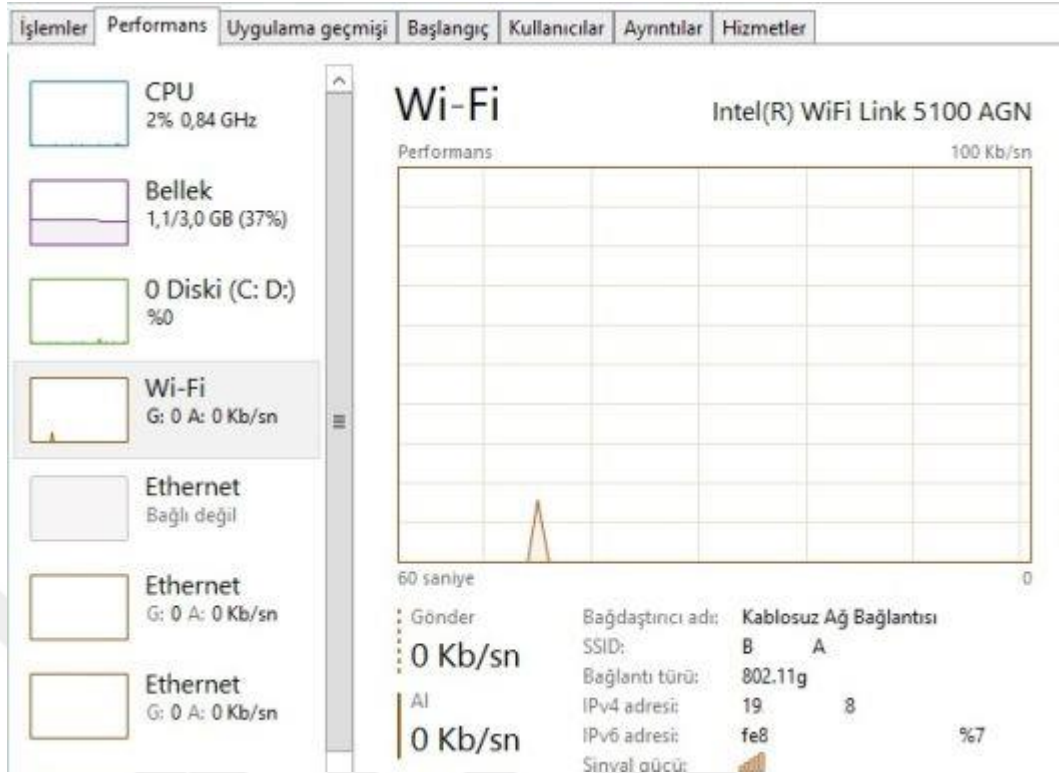 İşlemler Performans Uygulama geçmişi Başlangıç Kullanıcılar Ayrıntılar Hizmetler
CPU
2% 0,84 GHz
Bellek
1,1/3,0 GB (37%)
0 Diski (C: D:)
%0
Wi-Fi
G: 0 A: 0 Kb/sn
Ethernet
Bağlı değil
Ethernet
G: 0 A: 0 Kb/sn
Ethernet
G: 0 A: 0 Kb/sn
Wi-Fi Intel(R) WiFi Link 5100 AGN
Performans 100 Kb/sn
60 saniye 0
Gönder
0 Kb/sn
Al
0 Kb/sn
Bağdaştırıcı adı: Kablosuz Ağ Bağlantısı
SSID: B A
Bağlantı türü: 802.11g
IPv4 adresi: 19 8
IPv6 adresi: fe8 %7
Sinyal gücü: